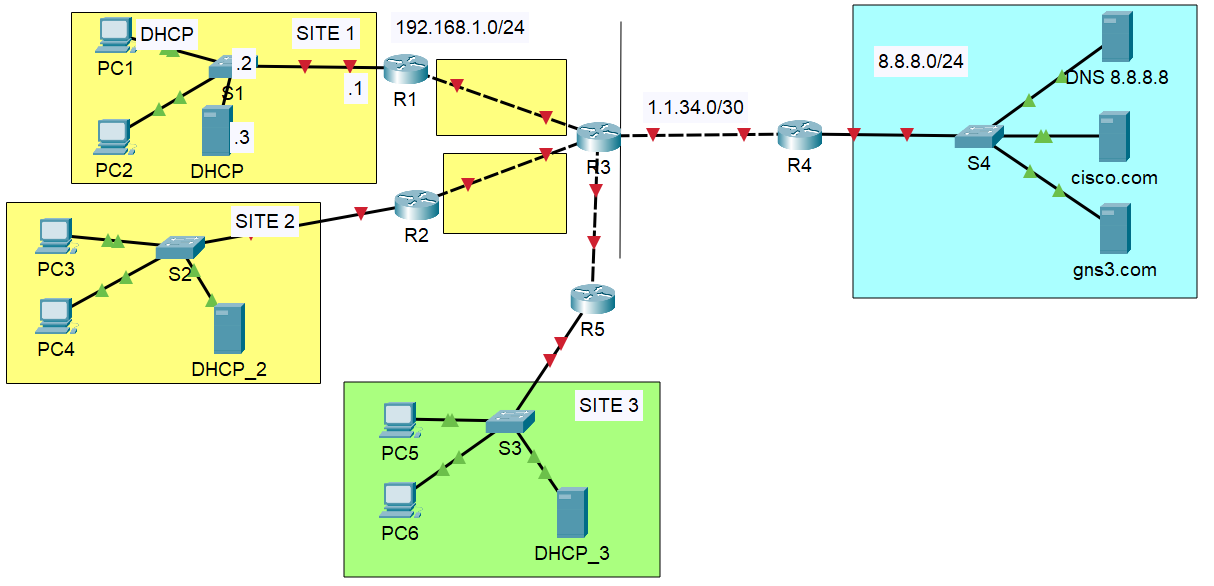 DHCP
SITE 1
192.168.1.0/24
PC1
.2
S1
.1
R1
PC2
.3
DHCP
1.1.34.0/30
R3
R4
8.8.8.0/24
DNS 8.8.8.8
S4
cisco.com
gns3.com
SITE 2
R2
PC3
S2
PC4
DHCP_2
R5
SITE 3
PC5
S3
PC6
DHCP_3